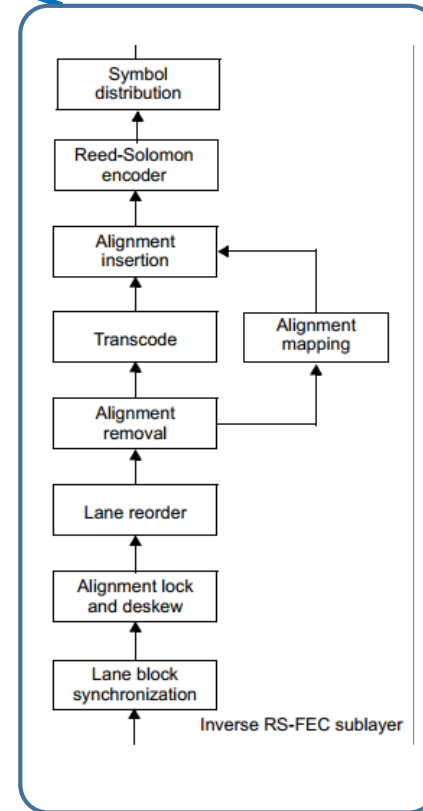 Symbol
distribution
Reed-Solomon
encoder
Alignment
insertion
Transcode
Alignment
mapping
Alignment
removal
Lane reorder
Alignment lock
and deskew
Lane block
synchronization
Inverse RS-FEC sublayer